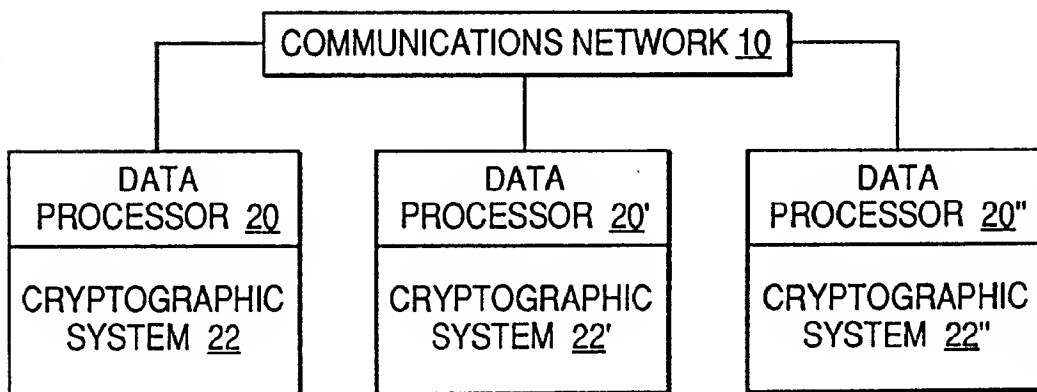 COMMUNICATIONS NETWORK 10
DATA
PROCESSOR 20
CRYPTOGRAPHIC
SYSTEM 22
DATA
PROCESSOR 20'
CRYPTOGRAPHIC
SYSTEM 22'
DATA
PROCESSOR 20"
CRYPTOGRAPHIC
SYSTEM 22"